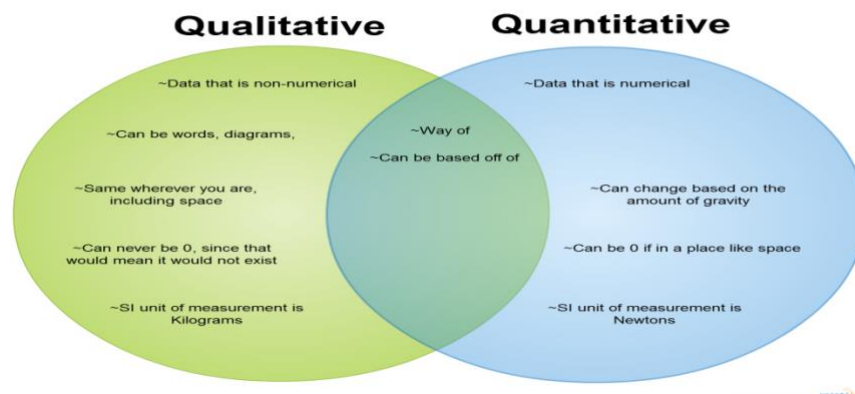 Qualitative
Quantitative
~Data that is non-numerical
~Can be words, diagrams,
~Same wherever you are,
including space
~Can never be 0, since that
would mean it would not exist
~SI unit of measurement is
Kilograms
~Way of
~Can be based off of
~Data that is numerical
~Can change based on the
amount of gravity
~Can be 0 if in a place like space
~SI unit of measurement is
Newtons